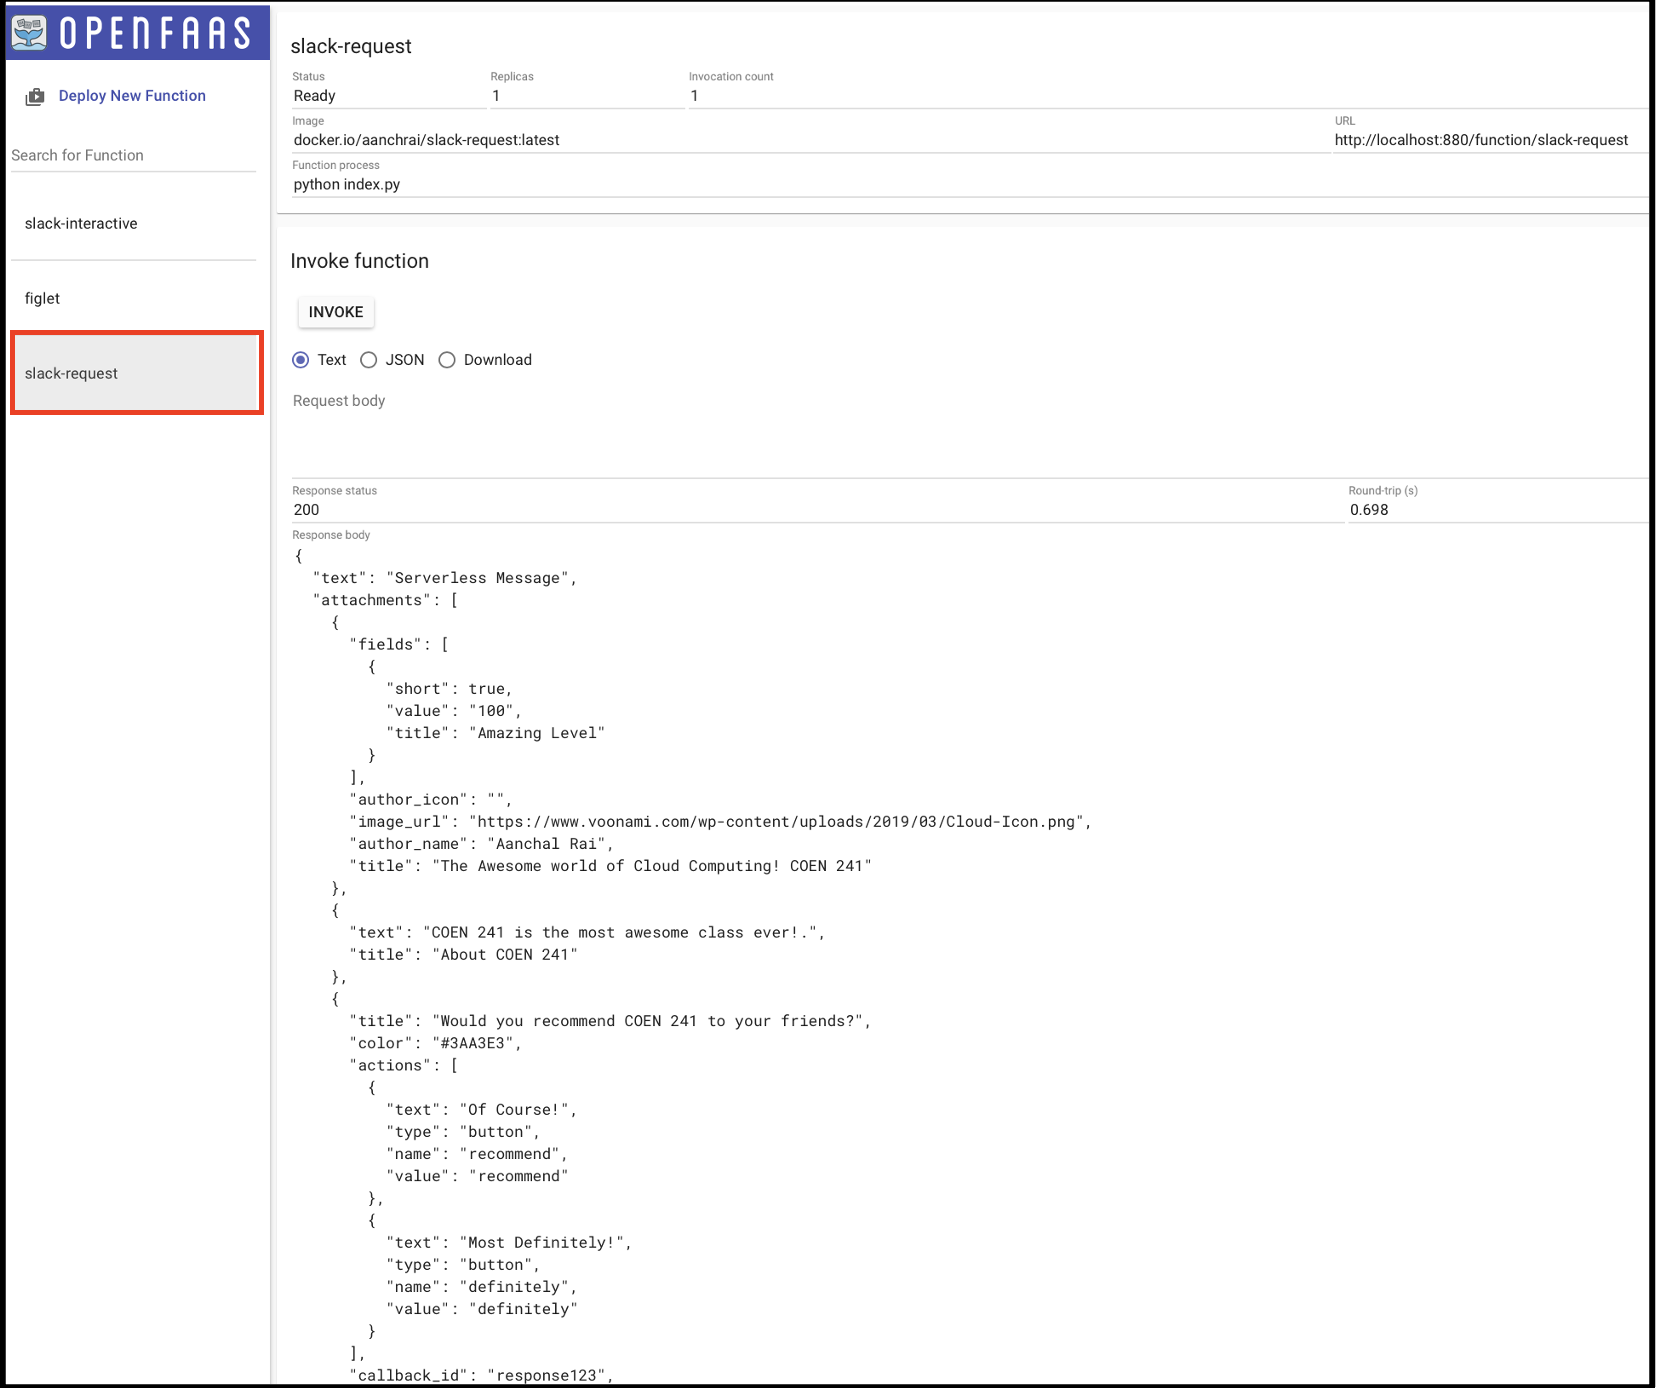 OPENFAAS
Deploy New Function
Search for Function
slack-interactive
figlet
slack-request
slack-request
Status Replicas Invocation count
Ready 1 1
Image URL
docker.io/aanchrai/slack-request:latest http://localhost:880/function/slack-request
Function process
python index.py
Invoke function
INVOKE
Text JSON Download
Request body
Response status Round-trip (s)
200 0.698
Response body
{
  "text": "Serverless Message",
  "attachments": [
    {
      "fields": [
        {
          "short": true,
          "value": "100",
          "title": "Amazing Level"
        }
      ],
      "author_icon": "",
      "image_url": "https://www.voonami.com/wp-content/uploads/2019/03/Cloud-Icon.png",
      "author_name": "Aanchal Rai",
      "title": "The Awesome world of Cloud Computing! COEN 241"
    },
    {
      "text": "COEN 241 is the most awesome class ever!.",
      "title": "About COEN 241"
    },
    {
      "title": "Would you recommend COEN 241 to your friends?",
      "color": "#3AA3E3",
      "actions": [
        {
          "text": "Of Course!",
          "type": "button",
          "name": "recommend",
          "value": "recommend"
        },
        {
          "text": "Most Definitely!",
          "type": "button",
          "name": "definitely",
          "value": "definitely"
        }
      ],
      "callback_id": "response123",